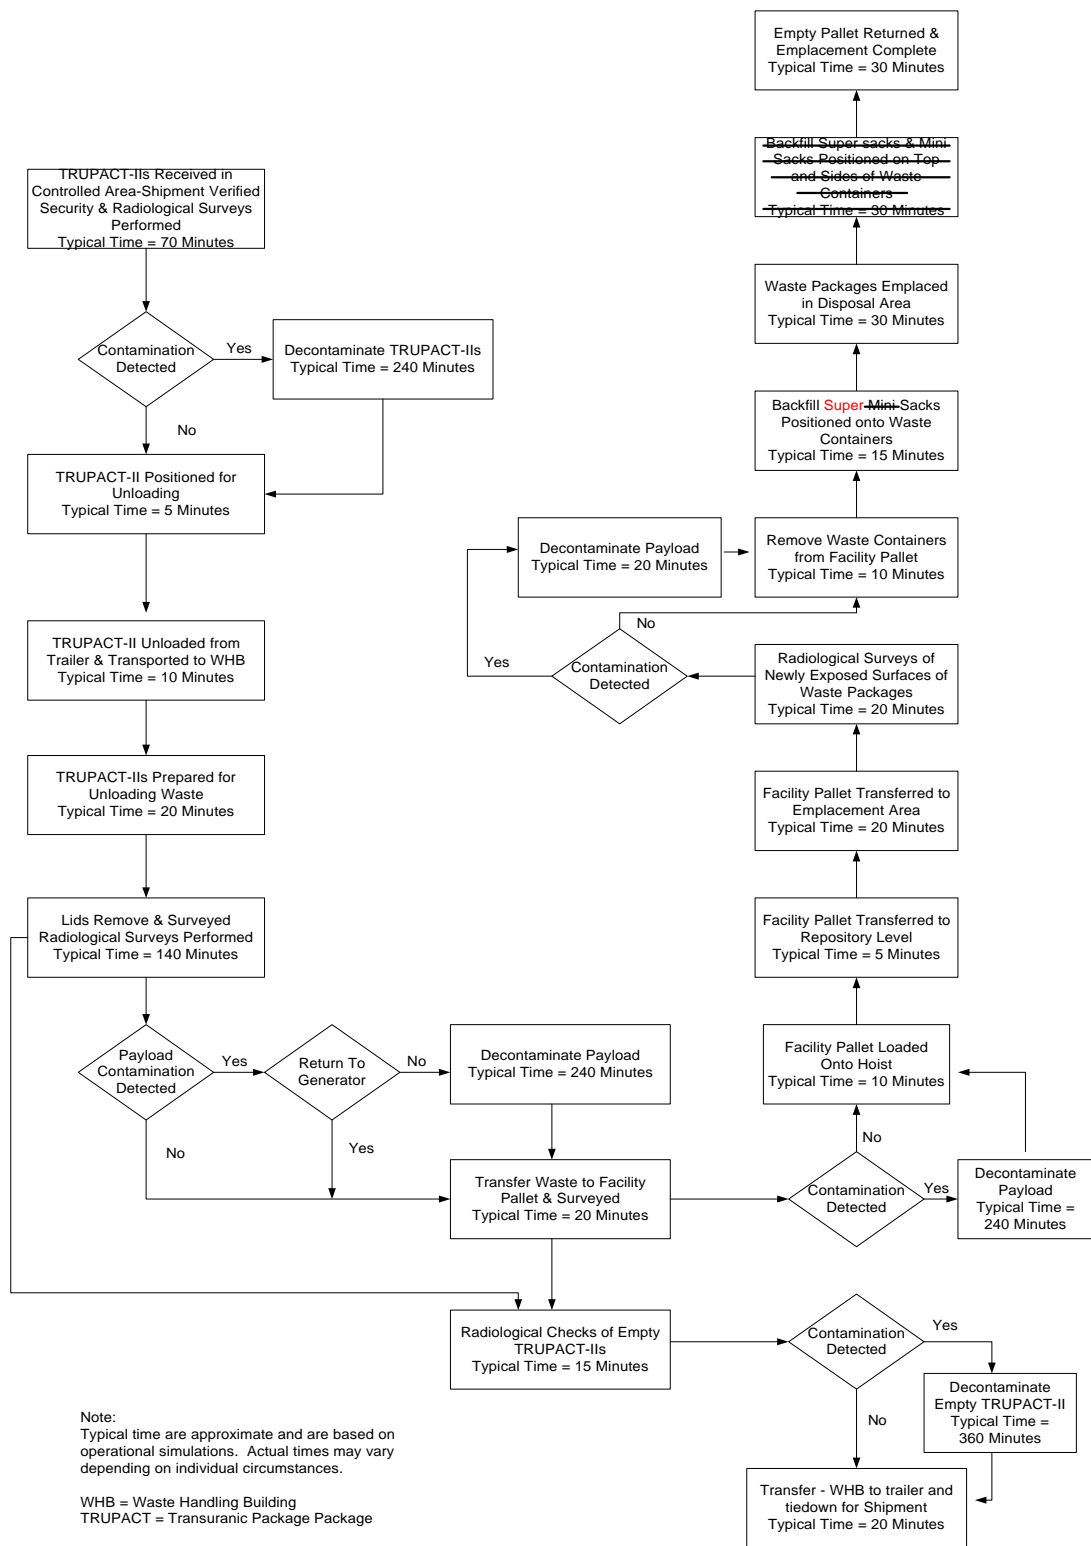 TRUPACT-IIs Received in
Controlled Area-Shipment Verified
Security & Radiological Surveys
Performed
Typical Time = 70 Minutes
Contamination
Detected
Yes
Decontaminate TRUPACT-IIs
Typical Time = 240 Minutes
No
TRUPACT-II Positioned for
Unloading
Typical Time = 5 Minutes
TRUPACT-II Unloaded from
Trailer & Transported to WHB
Typical Time = 10 Minutes
TRUPACT-IIs Prepared for
Unloading Waste
Typical Time = 20 Minutes
Lids Remove & Surveyed
Radiological Surveys Performed
Typical Time = 140 Minutes
Payload
Contamination
Detected
Yes
Return To
Generator
No
Decontaminate Payload
Typical Time = 240 Minutes
No
Yes
Transfer Waste to Facility
Pallet & Surveyed
Typical Time = 20 Minutes
Radiological Checks of Empty
TRUPACT-IIs
Typical Time = 15 Minutes
Contamination
Detected
Yes
Decontaminate
Empty TRUPACT-II
Typical Time =
360 Minutes
No
Transfer - WHB to trailer and
tiedown for Shipment
Typical Time = 20 Minutes
Contamination
Detected
Yes
Decontaminate
Payload
Typical Time =
240 Minutes
No
Facility Pallet Loaded
Onto Hoist
Typical Time = 10 Minutes
Facility Pallet Transferred to
Repository Level
Typical Time = 5 Minutes
Facility Pallet Transferred to
Emplacement Area
Typical Time = 20 Minutes
Radiological Surveys of
Newly Exposed Surfaces of
Waste Packages
Typical Time = 20 Minutes
Contamination
Detected
Yes
No
Decontaminate Payload
Typical Time = 20 Minutes
Remove Waste Containers
from Facility Pallet
Typical Time = 10 Minutes
Backfill Super Mini Sacks
Positioned onto Waste
Containers
Typical Time = 15 Minutes
Waste Packages Emplaced
in Disposal Area
Typical Time = 30 Minutes
Backfill Super sacks & Mini
Sacks Positioned on Top
and Sides of Waste
Containers
Typical Time = 30 Minutes
Empty Pallet Returned &
Emplacement Complete
Typical Time = 30 Minutes
Note:
Typical time are approximate and are based on
operational simulations.  Actual times may vary
depending on individual circumstances.
WHB = Waste Handling Building
TRUPACT = Transuranic Package Package